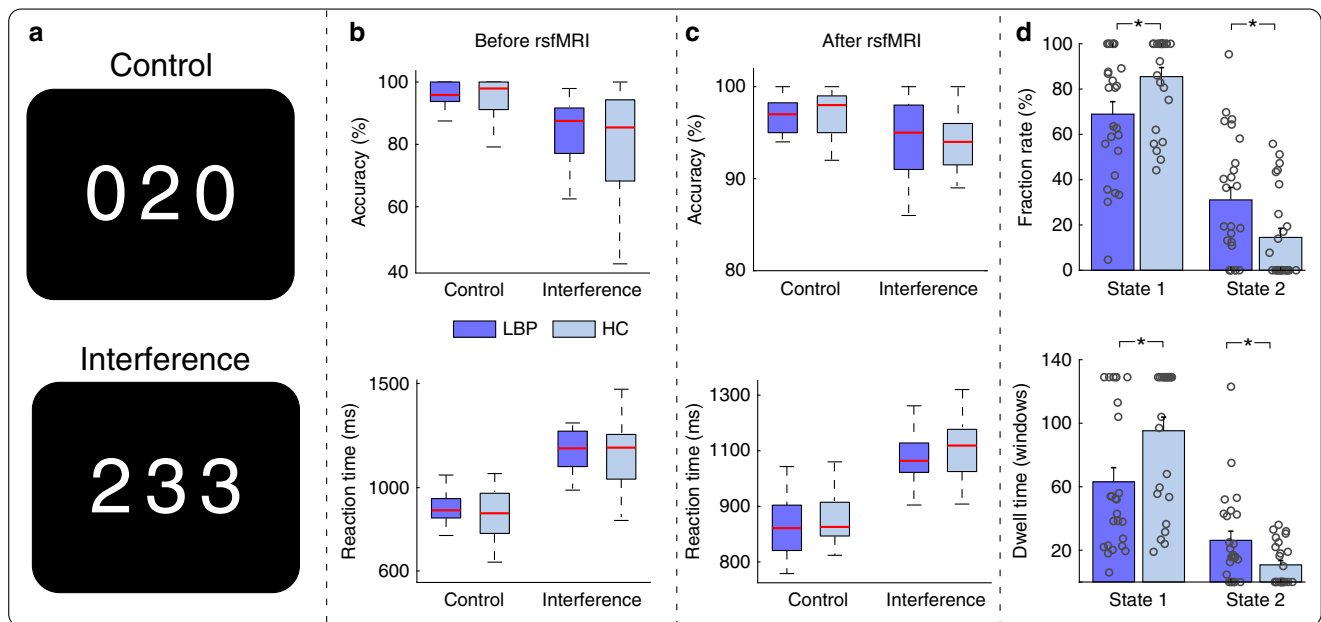 a
Control
020
Interference
233
b
Before rsfMRI
Accuracy (%)
100
80
60
40
Control Interference
LBP HC
Reaction time (ms)
1500
1000
600
Control Interference
c
After rsfMRI
Accuracy (%)
100
90
80
Control Interference
Reaction time (ms)
1300
1100
900
800
Control Interference
d
Fraction rate (%)
100
80
60
40
20
0
* *
State 1 State 2
Dwell time (windows)
140
100
60
20
* *
State 1 State 2